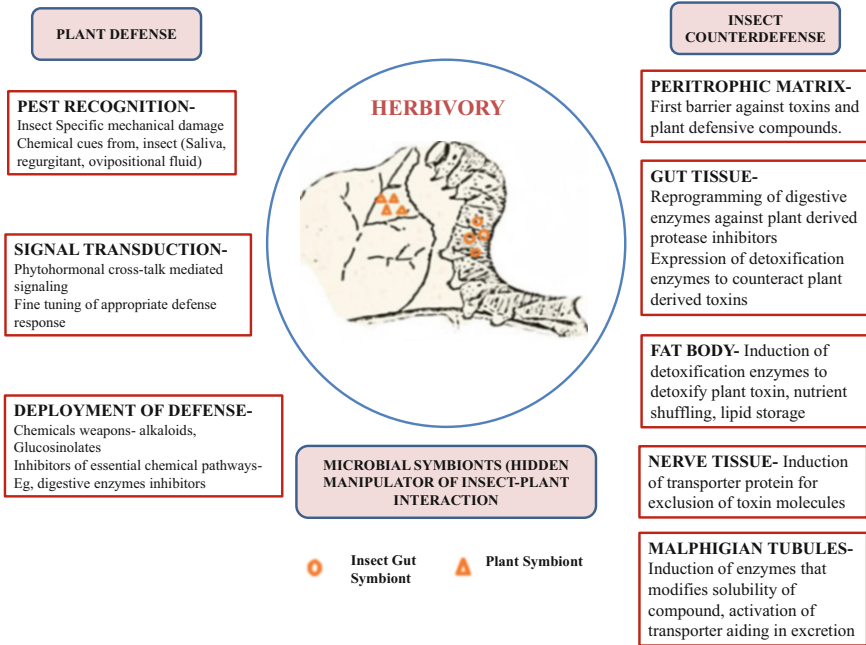 PLANT DEFENSE
PEST RECOGNITION-
Insect Specific mechanical damage
Chemical cues from, insect (Saliva,
regurgitant, ovipositional fluid)
SIGNAL TRANSDUCTION-
Phytohormonal cross-talk mediated
signaling
Fine tuning of appropriate defense
response
DEPLOYMENT OF DEFENSE-
Chemicals weapons- alkaloids,
Glucosinolates
Inhibitors of essential chemical pathways-
Eg, digestive enzymes inhibitors
HERBIVORY
MICROBIAL SYMBIONTS (HIDDEN
MANIPULATOR OF INSECT-PLANT
INTERACTION
Insect Gut
Symbiont
Plant Symbiont
INSECT
COUNTERDEFENSE
PERITROPHIC MATRIX-
First barrier against toxins and
plant defensive compounds.
GUT TISSUE-
Reprogramming of digestive
enzymes against plant derived
protease inhibitors
Expression of detoxification
enzymes to counteract plant
derived toxins
FAT BODY- Induction of
detoxification enzymes to
detoxify plant toxin, nutrient
shuffling, lipid storage
NERVE TISSUE- Induction
of transporter protein for
exclusion of toxin molecules
MALPHIGIAN TUBULES-
Induction of enzymes that
modifies solubility of
compound, activation of
transporter aiding in excretion